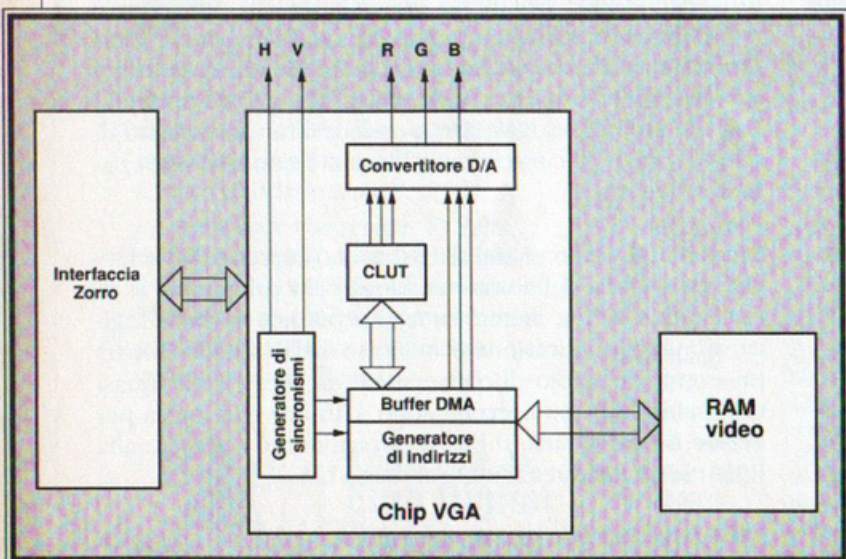 H V R G B
Convertitore D/A
Interfaccia
Zorro
CLUT
Generatore di
sincronismi
Buffer DMA
Generatore
di Indirizzi
RAM
video
Chip VGA